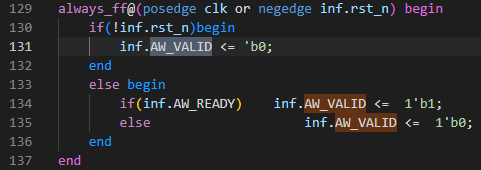 129 always_ff@(posedge clk or negedge inf.rst_n) begin
130     if(!inf.rst_n)begin
131         inf.AW_VALID <= 'b0;
132     end
133     else begin
134         if(inf.AW_READY)    inf.AW_VALID <=  1'b1;
135         else                    inf.AW_VALID <=  1'b0;
136     end
137 end